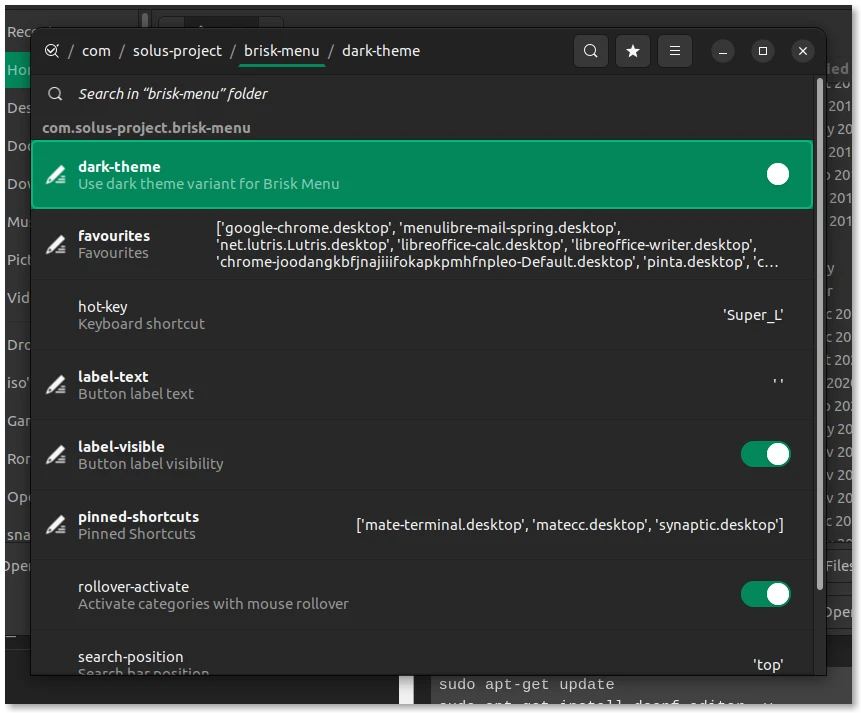 / com / solus-project / brisk-menu / dark-theme
Search in “brisk-menu” folder
com.solus-project.brisk-menu
dark-theme
Use dark theme variant for Brisk Menu
favourites
Favourites
['google-chrome.desktop', 'menulibre-mail-spring.desktop',
'net.lutris.Lutris.desktop', 'libreoffice-calc.desktop', 'libreoffice-writer.desktop',
'chrome-joodangkbfjnajiiifokapkpmhfnpleo-Default.desktop', 'pinta.desktop', 'c…
hot-key
Keyboard shortcut
'Super_L'
label-text
Button label text
' '
label-visible
Button label visibility
pinned-shortcuts
Pinned Shortcuts
['mate-terminal.desktop', 'matecc.desktop', 'synaptic.desktop']
rollover-activate
Activate categories with mouse rollover
search-position
Search bar position
'top'
Files
sudo apt-get update